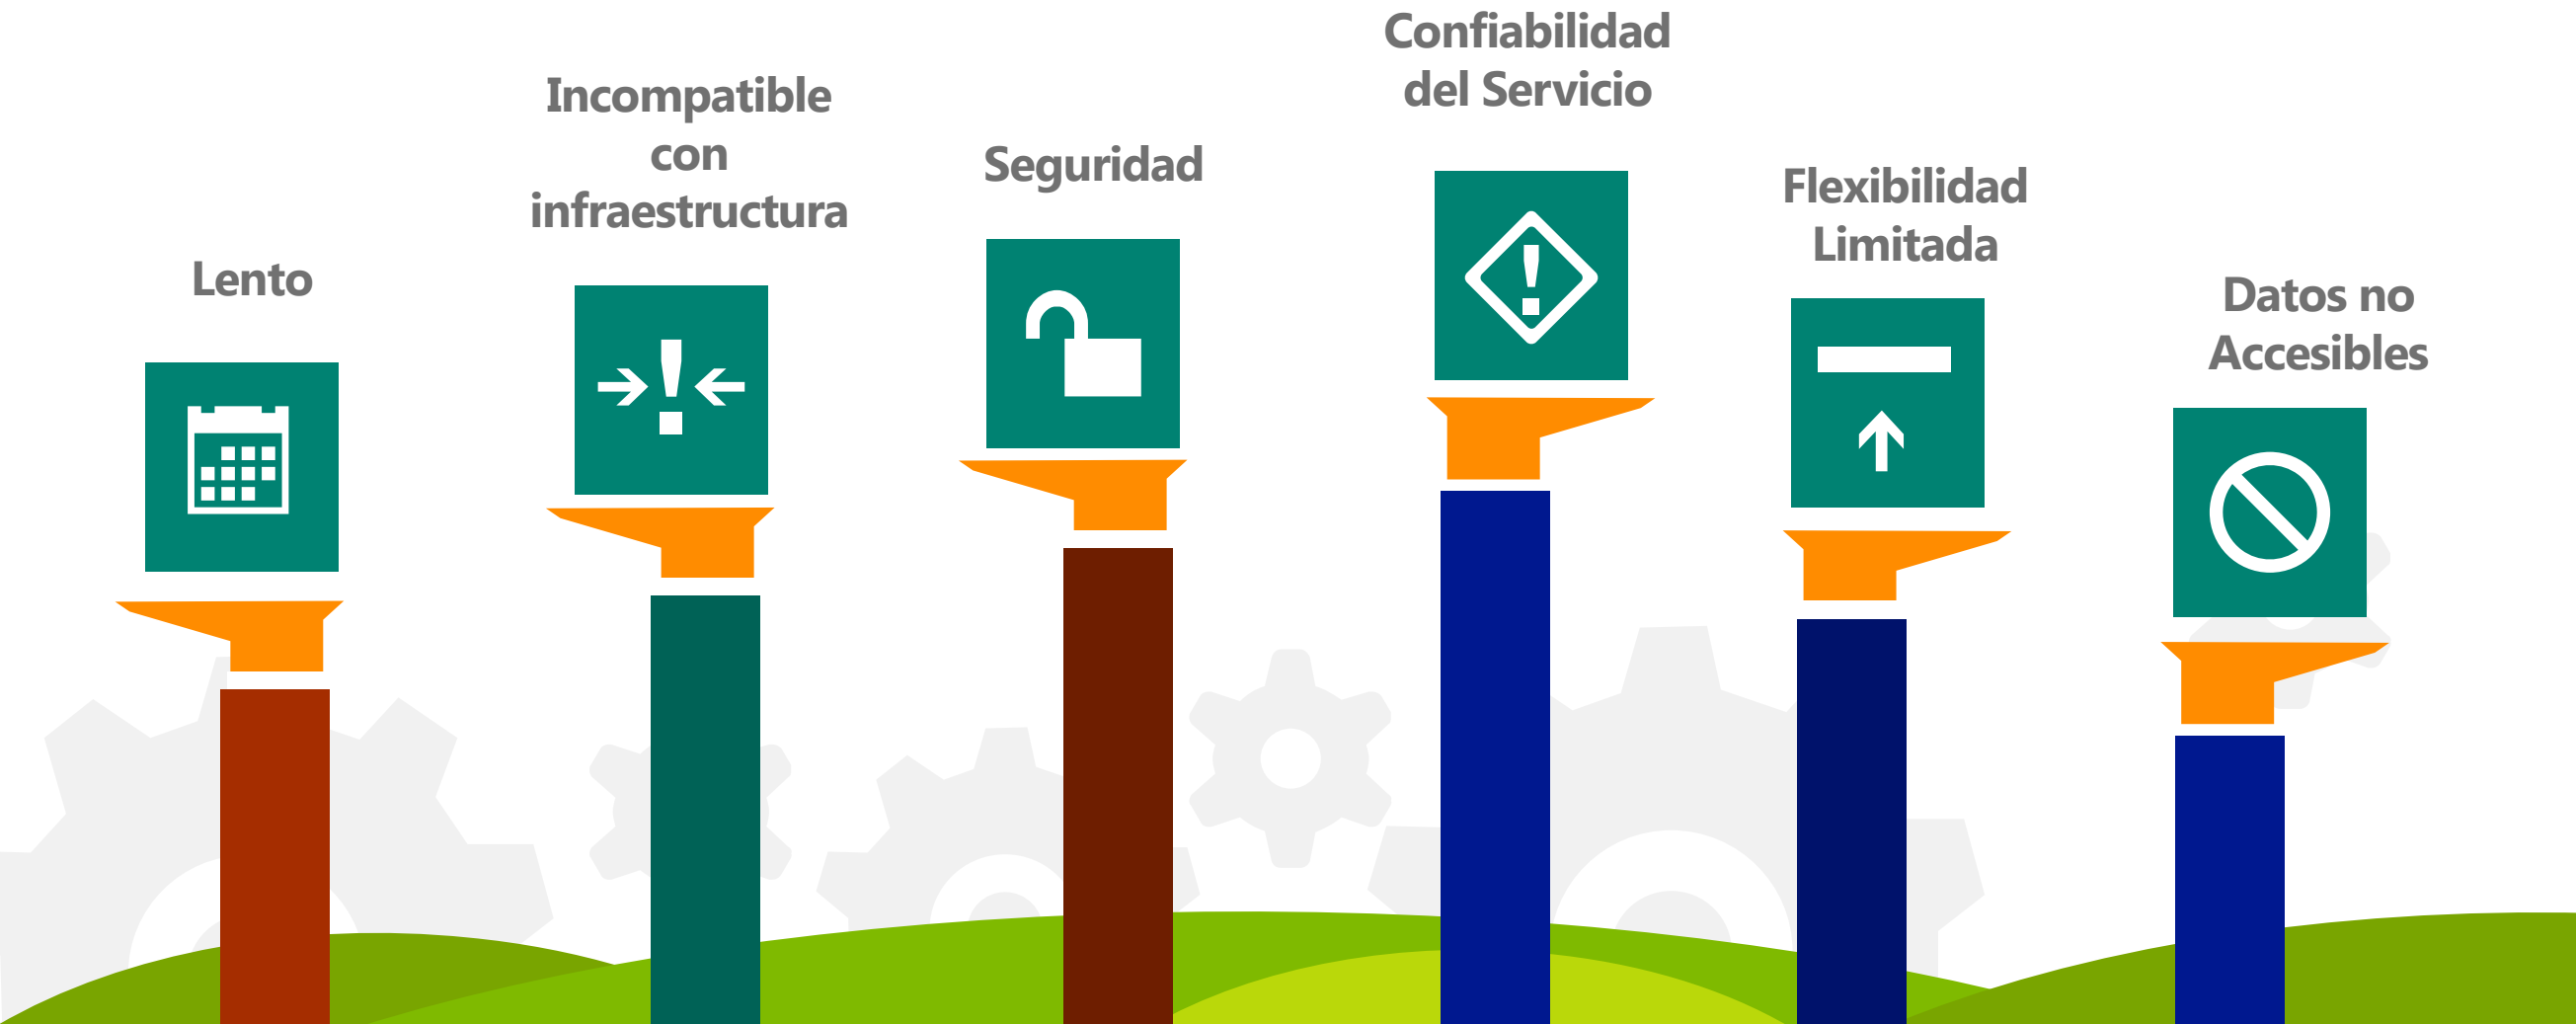 Lento
Incompatible
con
infraestructura
Seguridad
Confiabilidad
del Servicio
Flexibilidad
Limitada
Datos no
Accesibles